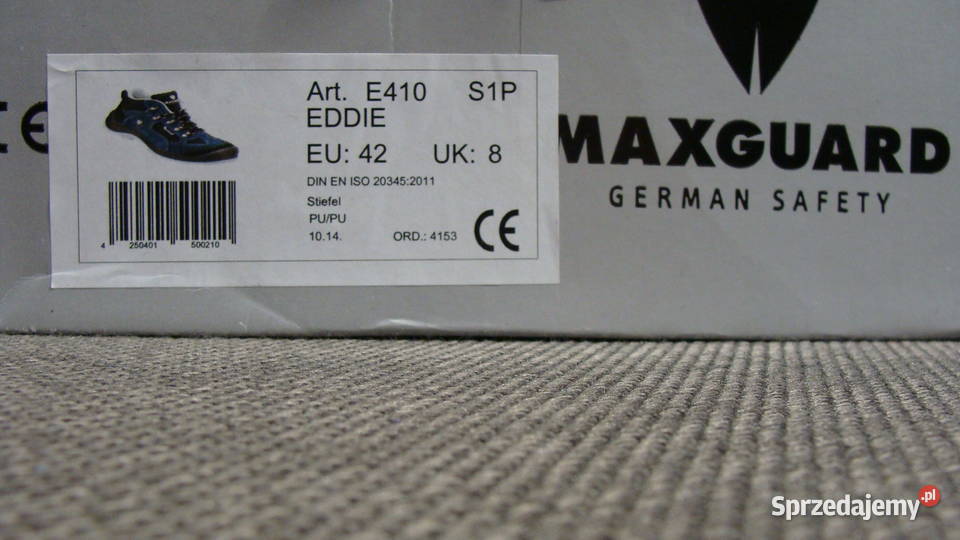 Art. E410 S1P
EDDIE
EU: 42 UK: 8
DIN EN ISO 20345:2011
Stiefel
PU/PU
10.14. ORD.: 4153 CE
4 250401 500210
CE
MAXGUARD
GERMAN SAFETY
Sprzedajemy.pl